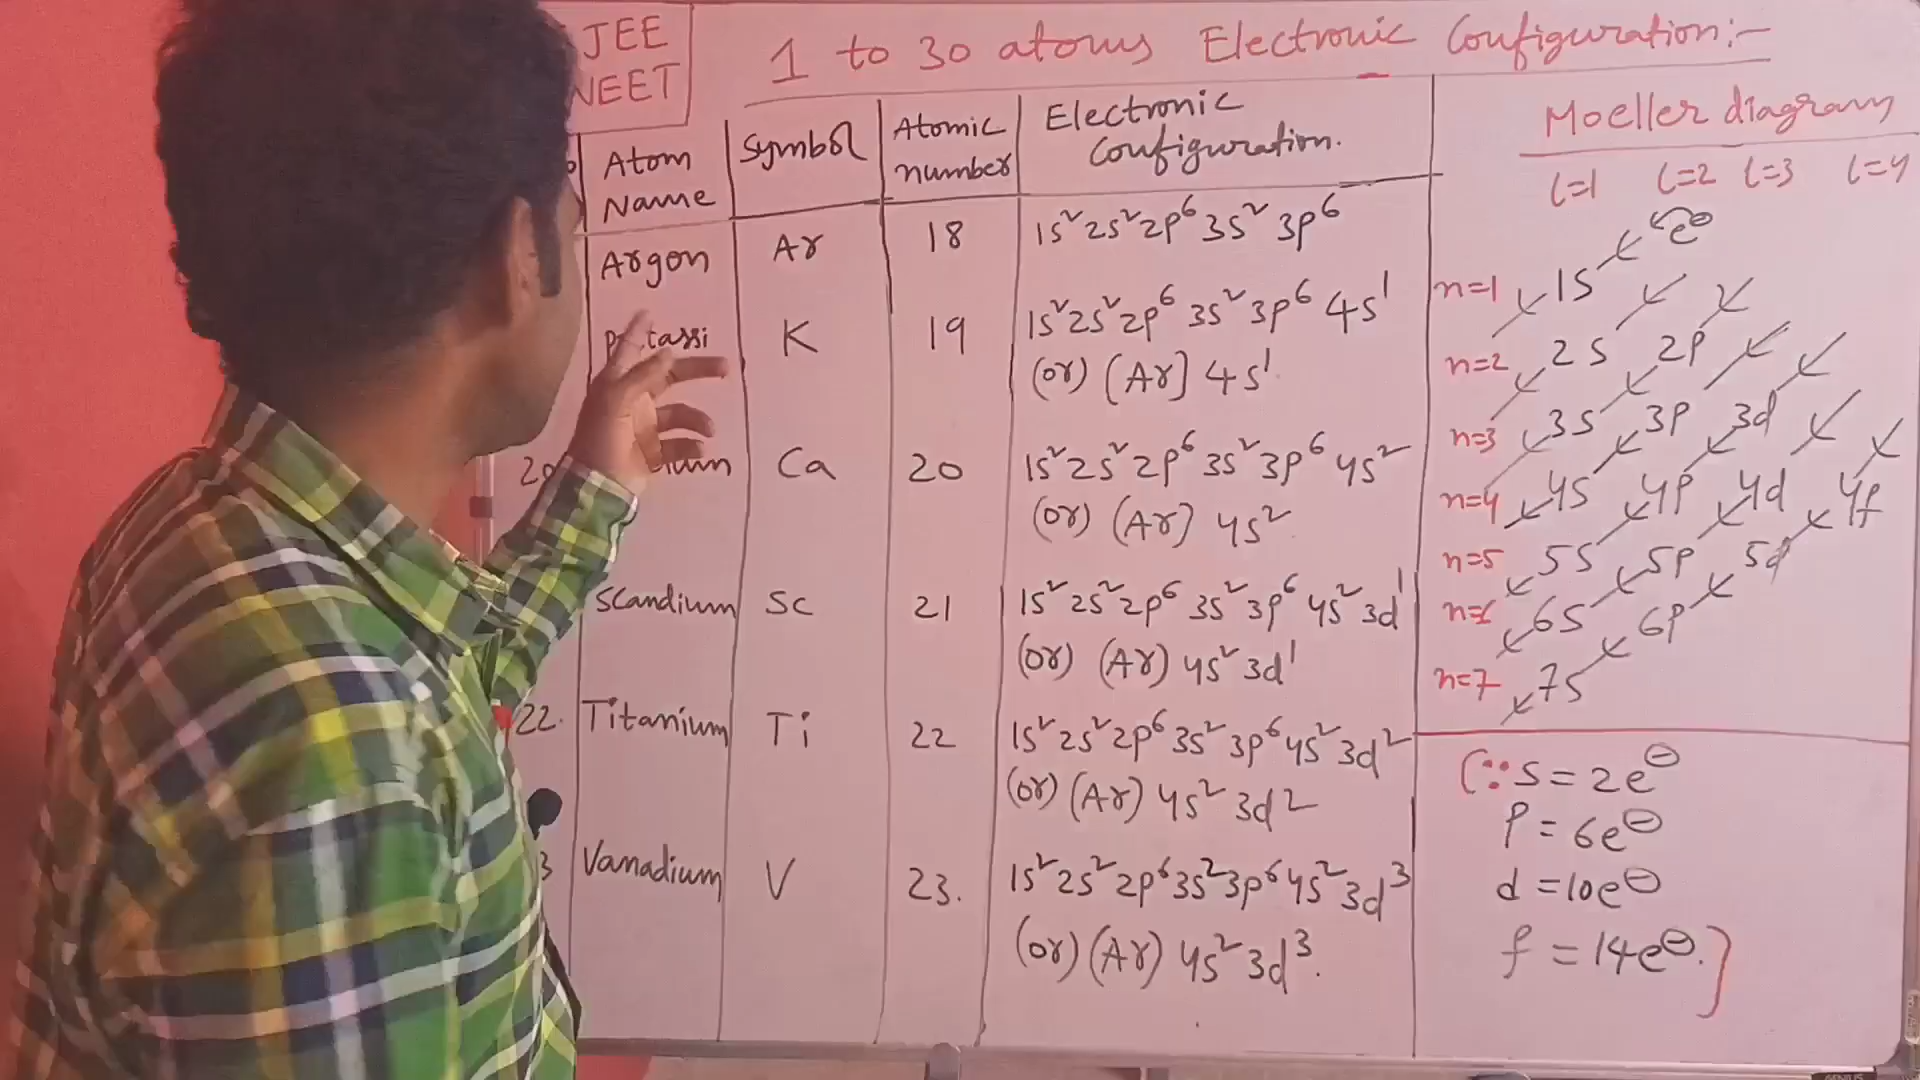 JEE
NEET
1 to 30 atoms Electronic Configuration:-
Atom Name
Symbol
Atomic number
Electronic Configuration.
Argon Ar 18 1s² 2s² 2p⁶ 3s² 3p⁶
K 19 1s² 2s² 2p⁶ 3s² 3p⁶ 4s¹
(or) (Ar] 4s¹
20 Ca 20 1s² 2s² 2p⁶ 3s² 3p⁶ 4s²
(or) (Ar) 4s²
Scandium Sc 21 1s² 2s² 2p⁶ 3s² 3p⁶ 4s² 3d¹
(or) (Ar) 4s² 3d¹
22. Titanium Ti 22 1s² 2s² 2p⁶ 3s² 3p⁶ 4s² 3d²
(or) (Ar) 4s² 3d²
3 Vanadium V 23. 1s² 2s² 2p⁶ 3s² 3p⁶ 4s² 3d³
(or) (Ar) 4s² 3d³.
Moeller diagram
l=1 l=2 l=3 l=4
e⊖
n=1 1s
n=2 2s 2p
n=3 3s 3p 3d
n=4 4s 4p 4d 4f
n=5 5s 5p 5d
6s 6p
n=7 7s
(∵ s = 2e⊖
p = 6e⊖
d = 10e⊖
f = 14e⊖.)